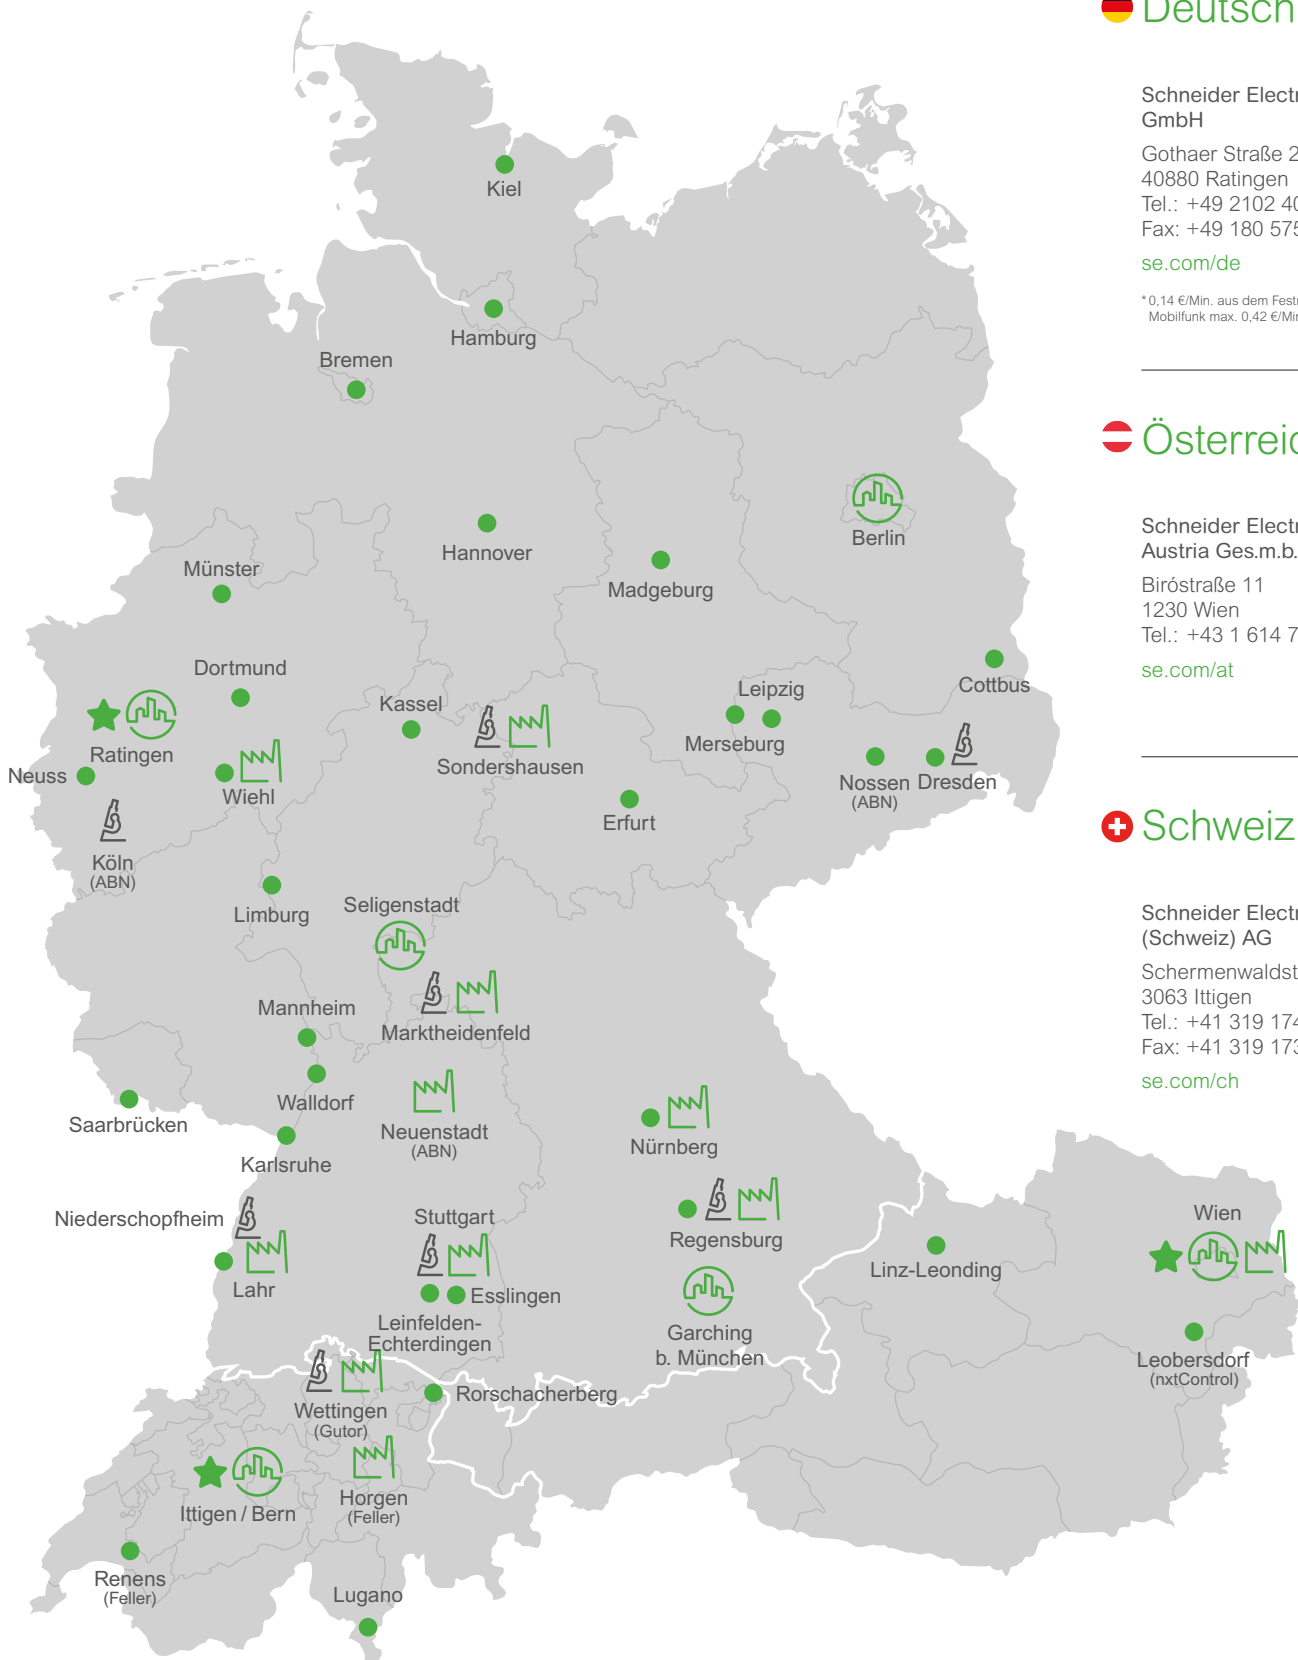 Kiel
Hamburg
Bremen
Berlin
Hannover
Madgeburg
Münster
Dortmund
Cottbus
Leipzig
Kassel
Merseburg
Ratingen
Sondershausen
Neuss
Wiehl
Nossen
(ABN)
Dresden
Erfurt
Köln
(ABN)
Limburg
Seligenstadt
Mannheim
Marktheidenfeld
Walldorf
Saarbrücken
Neuenstadt
(ABN)
Nürnberg
Karlsruhe
Niederschopfheim
Stuttgart
Regensburg
Wien
Linz-Leonding
Lahr
Esslingen
Leinfelden-
Echterdingen
Garching
b. München
Leobersdorf
(nxtControl)
Rorschacherberg
Wettingen
(Gutor)
Horgen
(Feller)
Ittigen / Bern
Renens
(Feller)
Lugano
Deutsch
Schneider Electr
GmbH
Gothaer Straße 2
40880 Ratingen
Tel.: +49 2102 40
Fax: +49 180 575
se.com/de
* 0,14 €/Min. aus dem Festn
Mobilfunk max. 0,42 €/Min
Österreic
Schneider Electr
Austria Ges.m.b.
Biróstraße 11
1230 Wien
Tel.: +43 1 614 7
se.com/at
Schweiz
Schneider Electr
(Schweiz) AG
Schermenwaldst
3063 Ittigen
Tel.: +41 319 174
Fax: +41 319 173
se.com/ch